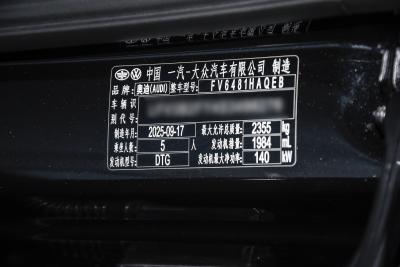 中国 一汽-大众汽车有限公司 制造
品牌 奥迪(AUDI) 整车型号 FV6481HAQEB
车辆识别代号
制造年月 2025-09-17 最大允许总质量 2355 kg
乘坐人数 5 人 发动机排量 1984 mL
发动机型号 DTG 发动机最大净功率 140 kW